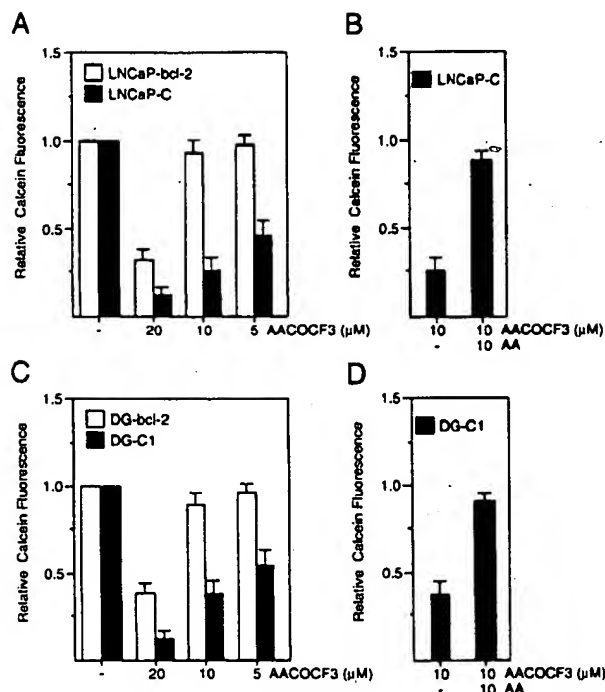 A
Relative Calcein Fluorescence
1.5
1.0
0.5
LNCaP-bcl-2
LNCaP-C
- 20 10 5 AACOCF3 (µM)
B
Relative Calcein Fluorescence
1.5
1.0
0.5
LNCaP-C
10 10 AACOCF3 (µM)
- 10 AA
C
Relative Calcein Fluorescence
1.5
1.0
0.5
DG-bcl-2
DG-C1
- 20 10 5 AACOCF3 (µM)
D
Relative Calcein Fluorescence
1.5
1.0
0.5
DG-C1
10 10 AACOCF3 (µM)
- 10 AA